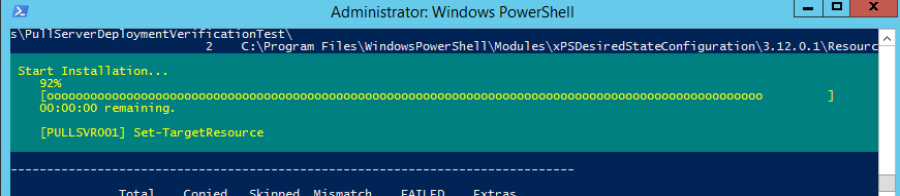 Administrator: Windows PowerShell
s\PullServerDeploymentVerificationTest\
2 C:\Program Files\WindowsPowerShell\Modules\xPSDesiredStateConfiguration\3.12.0.1\Resourc
Start Installation...
92%
[oooooooooooooooooooooooooooooooooooooooooooooooooooooooooooooooooooooooooooooooooooooooooooooooooooo ]
00:00:00 remaining.
[PULLSVR001] Set-TargetResource
------------------------------------------------------------------------------
Total Copied Skipped Mismatch FAILED Extras